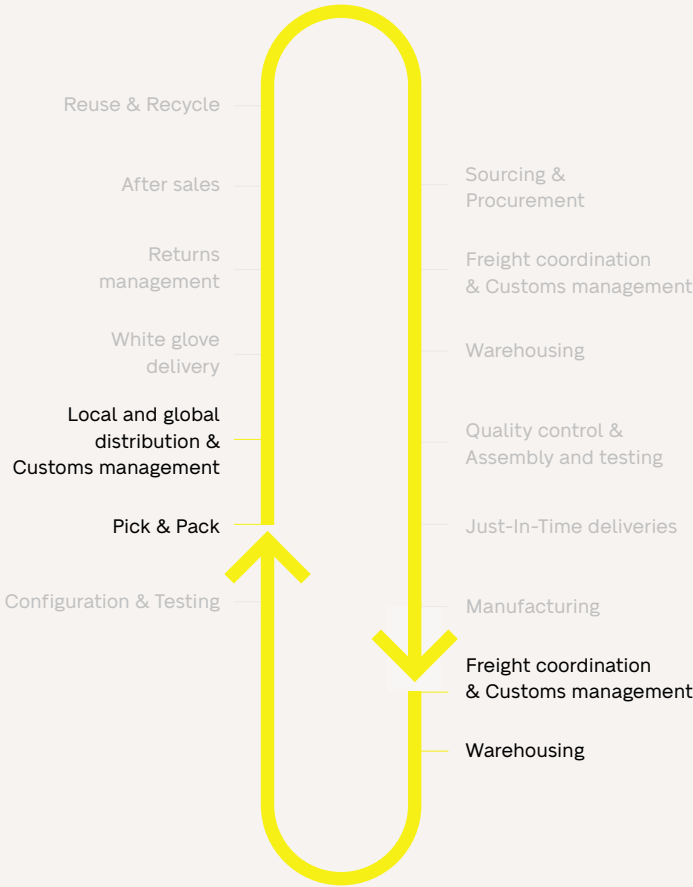 Reuse & Recycle
After sales
Returns
management
White glove
delivery
Local and global
distribution &
Customs management
Pick & Pack
Configuration & Testing
Sourcing &
Procurement
Freight coordination
& Customs management
Warehousing
Quality control &
Assembly and testing
Just-In-Time deliveries
Manufacturing
Freight coordination
& Customs management
Warehousing